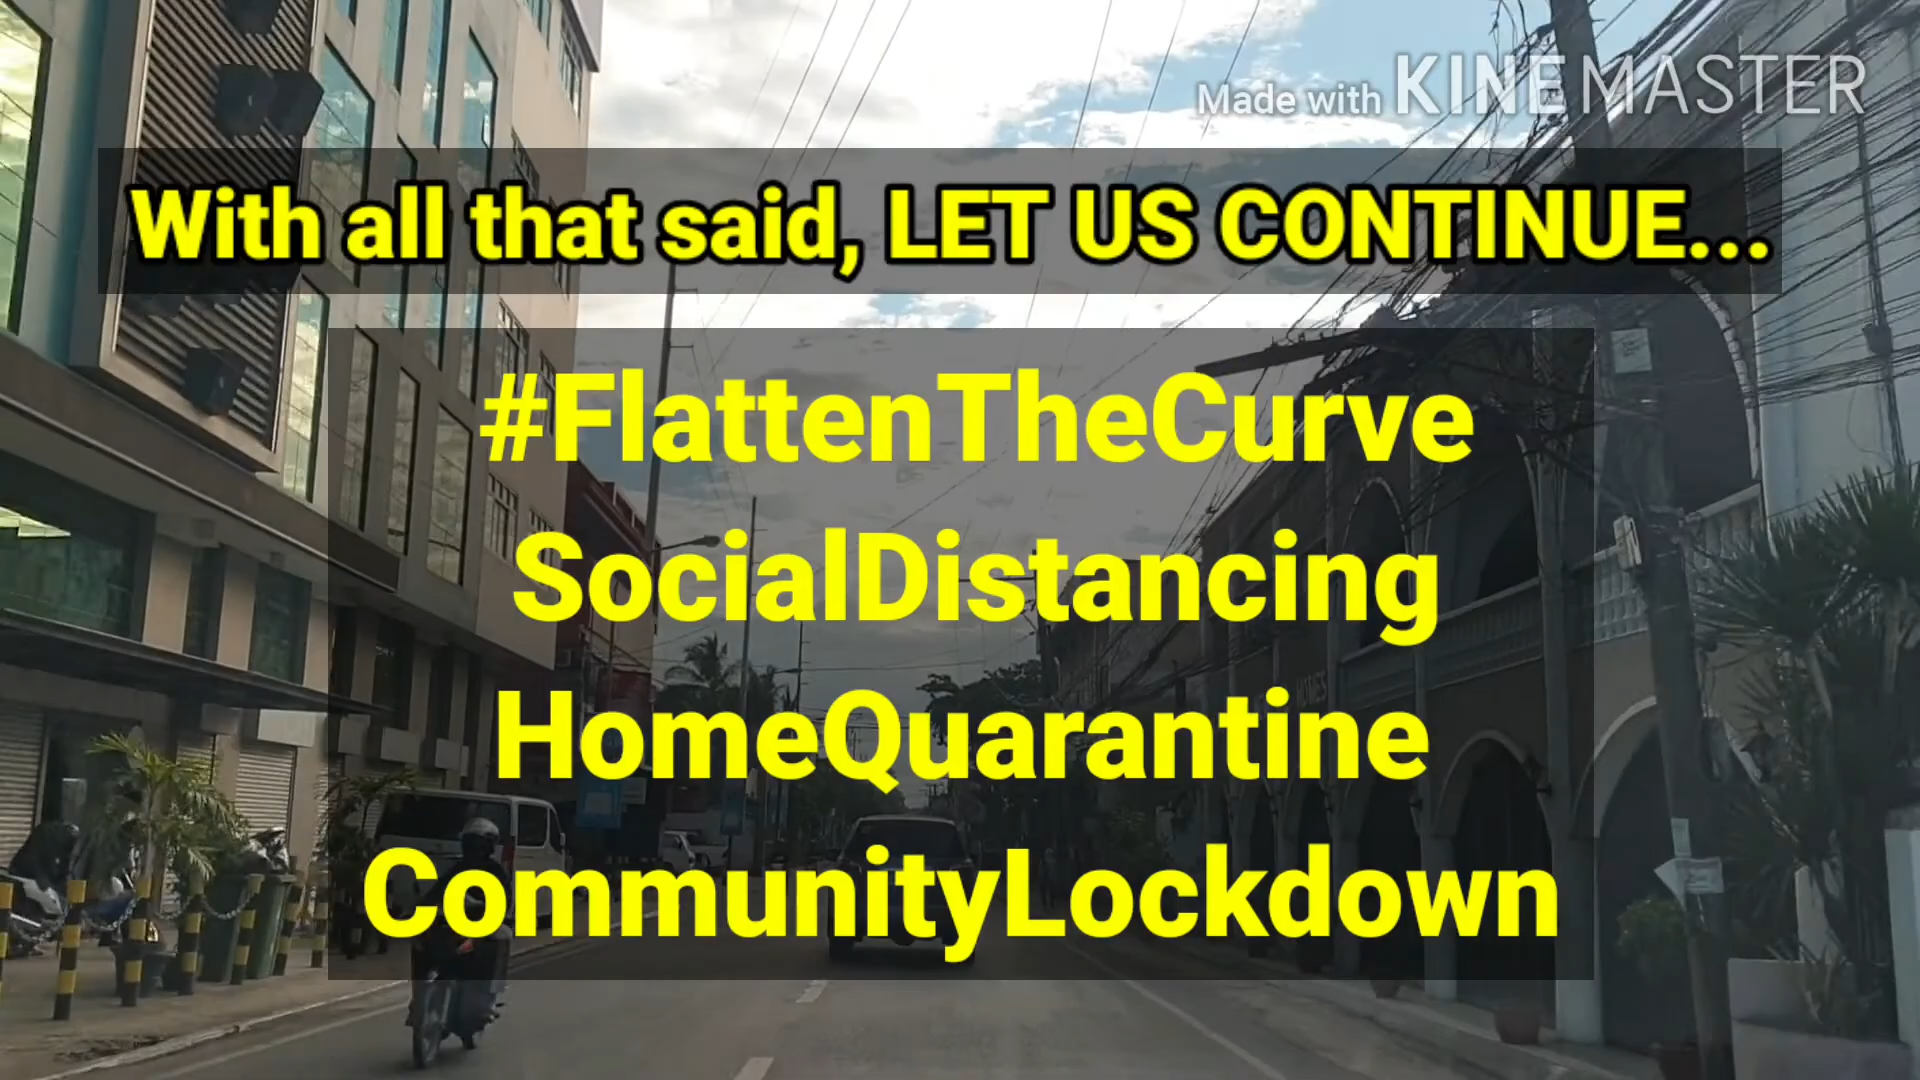 Made with KINEMASTER
With all that said, LET US CONTINUE...
#FlattenTheCurve
SocialDistancing
HomeQuarantine
CommunityLockdown